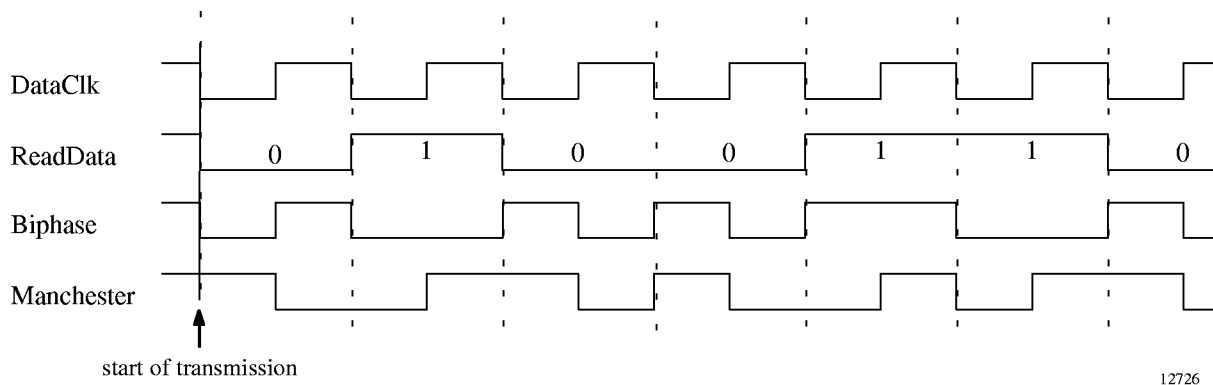 DataClk
ReadData 0 1 0 0 1 1 0
Biphase
Manchester
start of transmission
12726